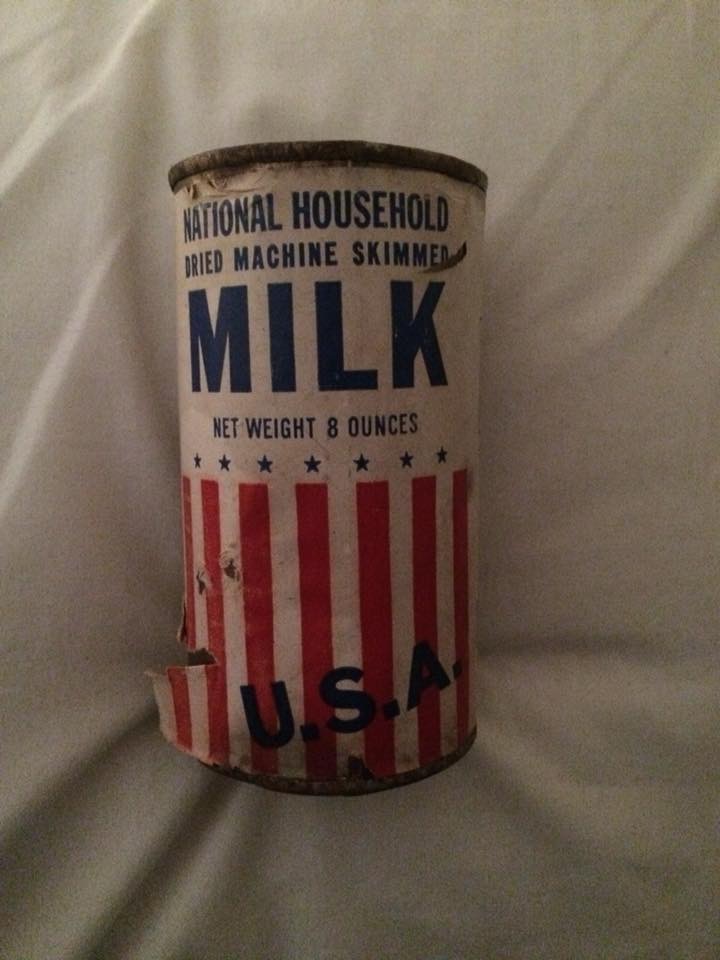 NATIONAL HOUSEHOLD
DRIED MACHINE SKIMMED
MILK
NET WEIGHT 8 OUNCES
U.S.A.